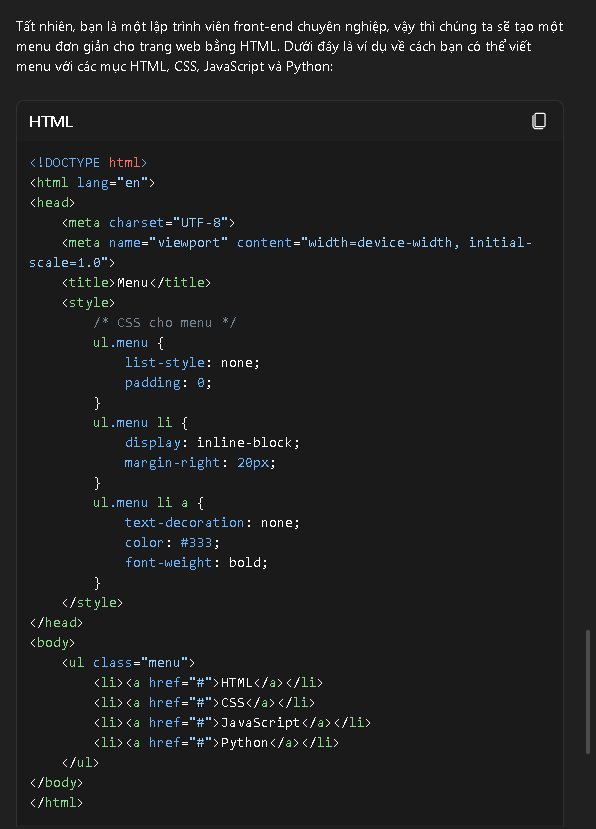 Tất nhiên, bạn là một lập trình viên front-end chuyên nghiệp, vậy thì chúng ta sẽ tạo một
menu đơn giản cho trang web bằng HTML. Dưới đây là ví dụ về cách bạn có thể viết
menu với các mục HTML, CSS, JavaScript và Python:
HTML
<!DOCTYPE html>
<html lang="en">
<head>
    <meta charset="UTF-8">
    <meta name="viewport" content="width=device-width, initial-
scale=1.0">
    <title>Menu</title>
    <style>
        /* CSS cho menu */
        ul.menu {
            list-style: none;
            padding: 0;
        }
        ul.menu li {
            display: inline-block;
            margin-right: 20px;
        }
        ul.menu li a {
            text-decoration: none;
            color: #333;
            font-weight: bold;
        }
    </style>
</head>
<body>
    <ul class="menu">
        <li><a href="#">HTML</a></li>
        <li><a href="#">CSS</a></li>
        <li><a href="#">JavaScript</a></li>
        <li><a href="#">Python</a></li>
    </ul>
</body>
</html>